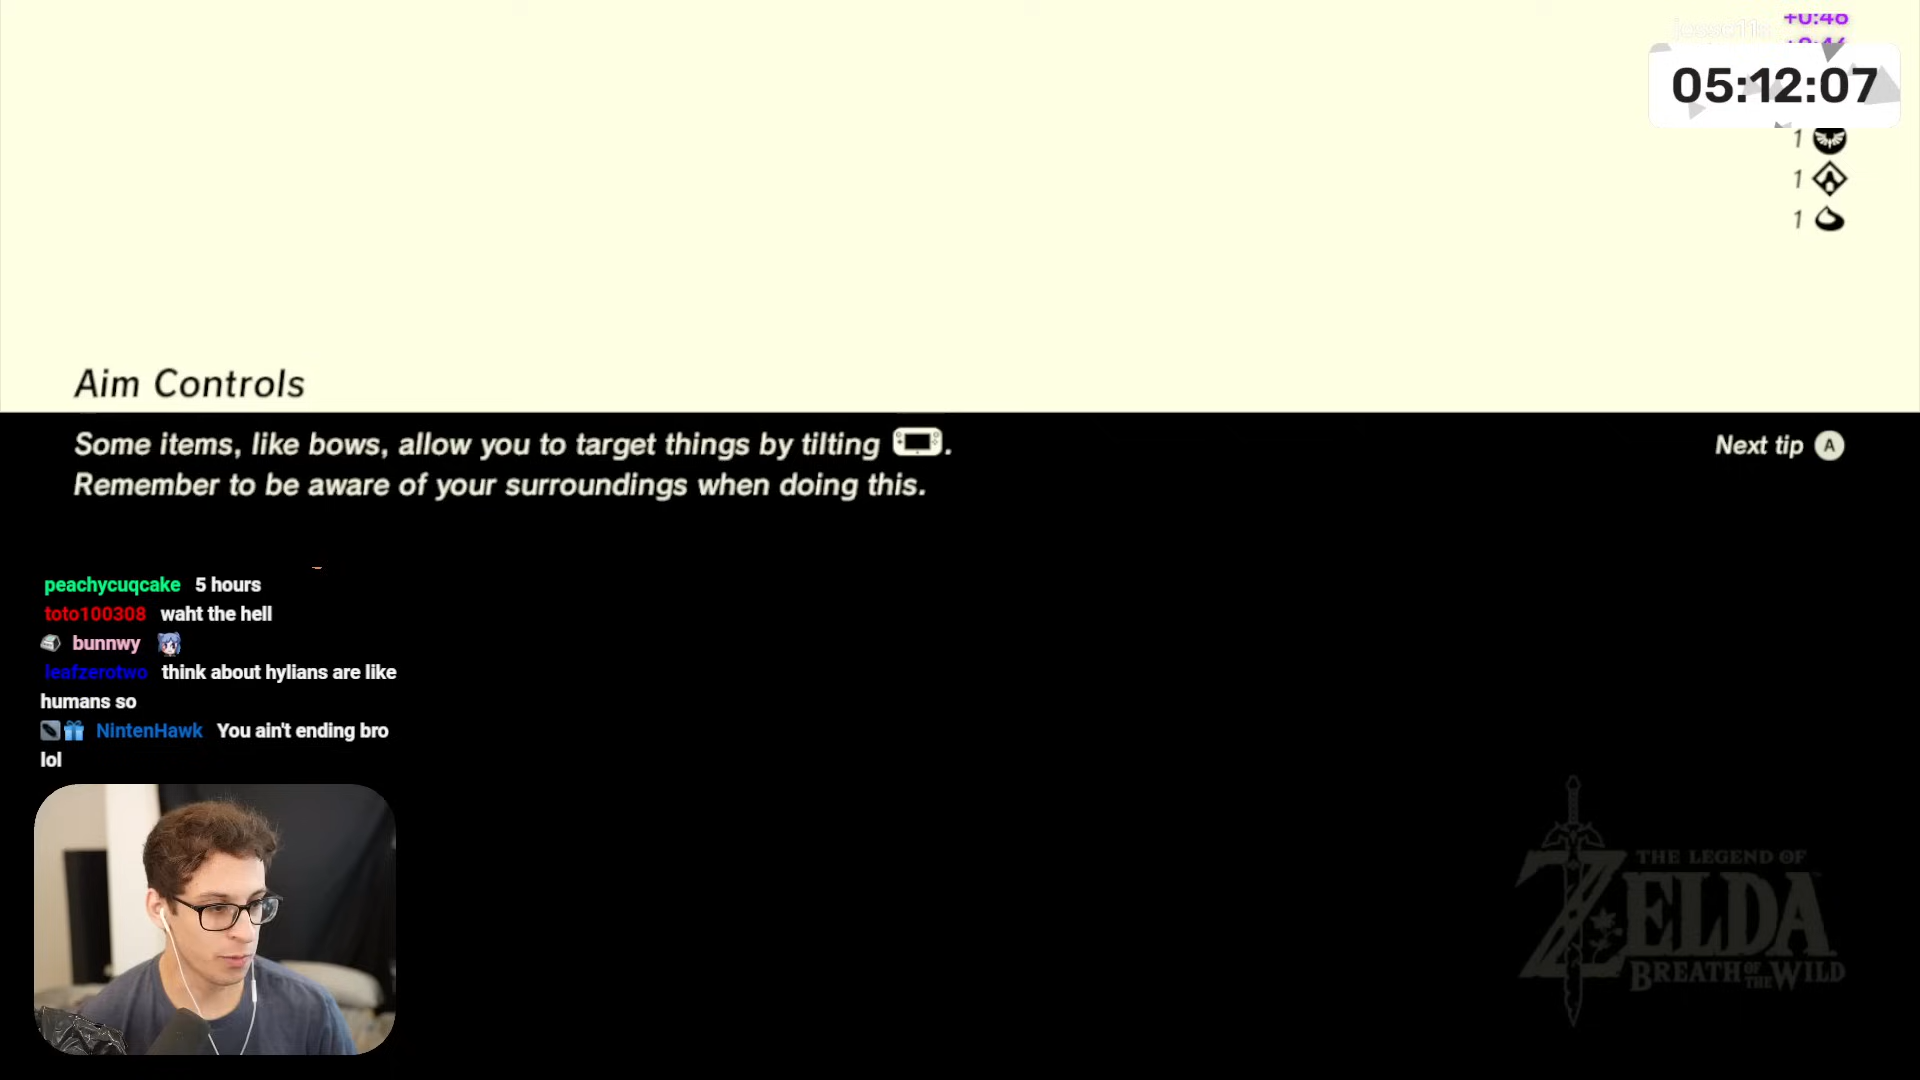 +0:48
05:12:07
1
1
1
Aim Controls
Some items, like bows, allow you to target things by tilting .
Remember to be aware of your surroundings when doing this.
Next tip A
peachycuqcake 5 hours
toto100308 waht the hell
bunnwy
leafzerotwo think about hylians are like
humans so
NintenHawk You ain't ending bro
lol
THE LEGEND OF
ZELDA
BREATH OF THE WILD